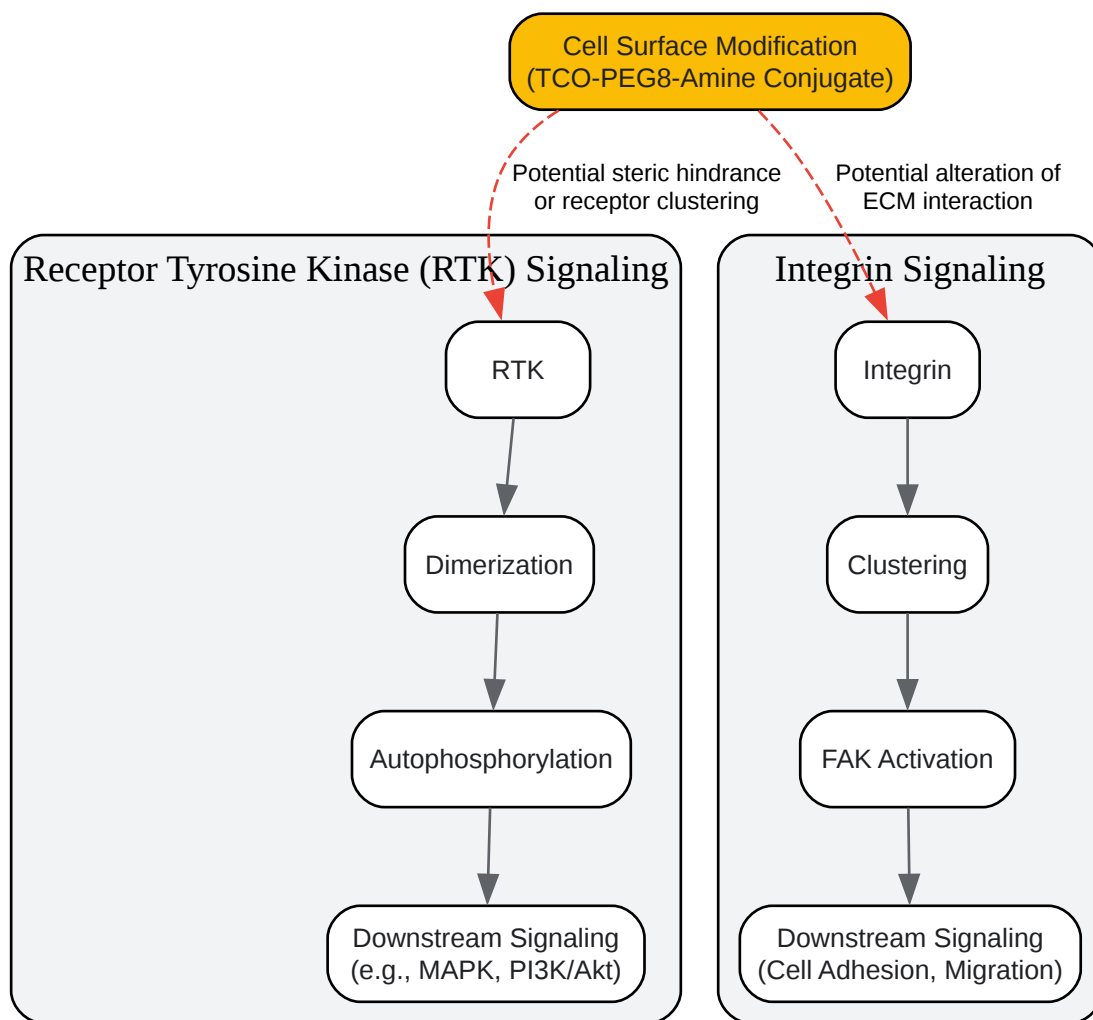 Cell Surface Modification
(TCO-PEG8-Amine Conjugate)
Potential steric hindrance
or receptor clustering
Potential alteration of
ECM interaction
Receptor Tyrosine Kinase (RTK) Signaling
RTK
Dimerization
Autophosphorylation
Downstream Signaling
(e.g., MAPK, PI3K/Akt)
Integrin Signaling
Integrin
Clustering
FAK Activation
Downstream Signaling
(Cell Adhesion, Migration)